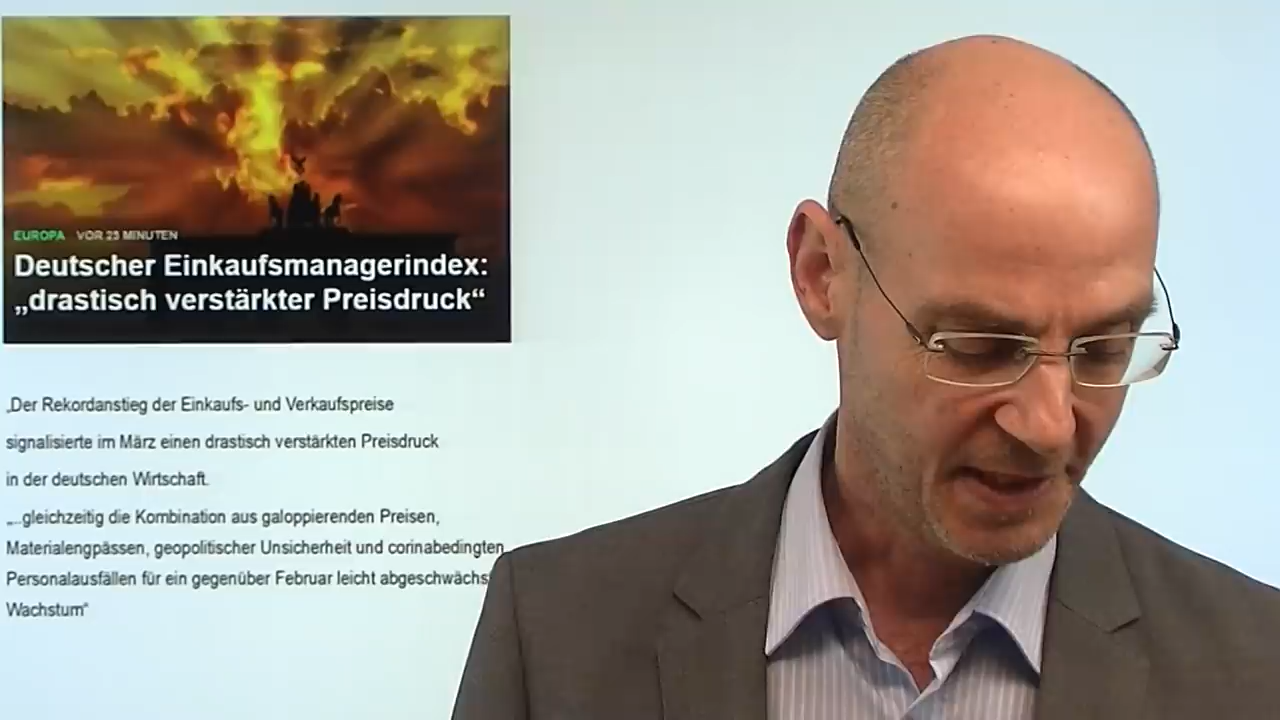 EUROPA VOR 23 MINUTEN
Deutscher Einkaufsmanagerindex:
„drastisch verstärkter Preisdruck“
„Der Rekordanstieg der Einkaufs- und Verkaufspreise
signalisierte im März einen drastisch verstärkten Preisdruck
in der deutschen Wirtschaft.
„...gleichzeitig die Kombination aus galoppierenden Preisen,
Materialengpässen, geopolitischer Unsicherheit und corinabedingten
Personalausfällen für ein gegenüber Februar leicht abgeschwächs
Wachstum“